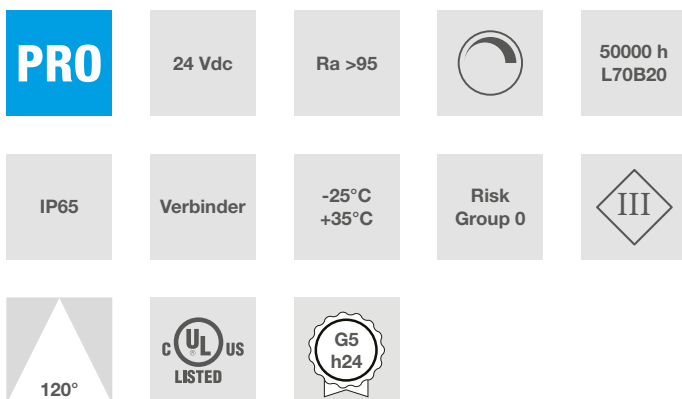 PRO
24 Vdc
Ra >95
50000 h
L70B20
IP65
Verbinder
-25°C
+35°C
Risk
Group 0
III
120°
C UL US
®
LISTED
G5
h24